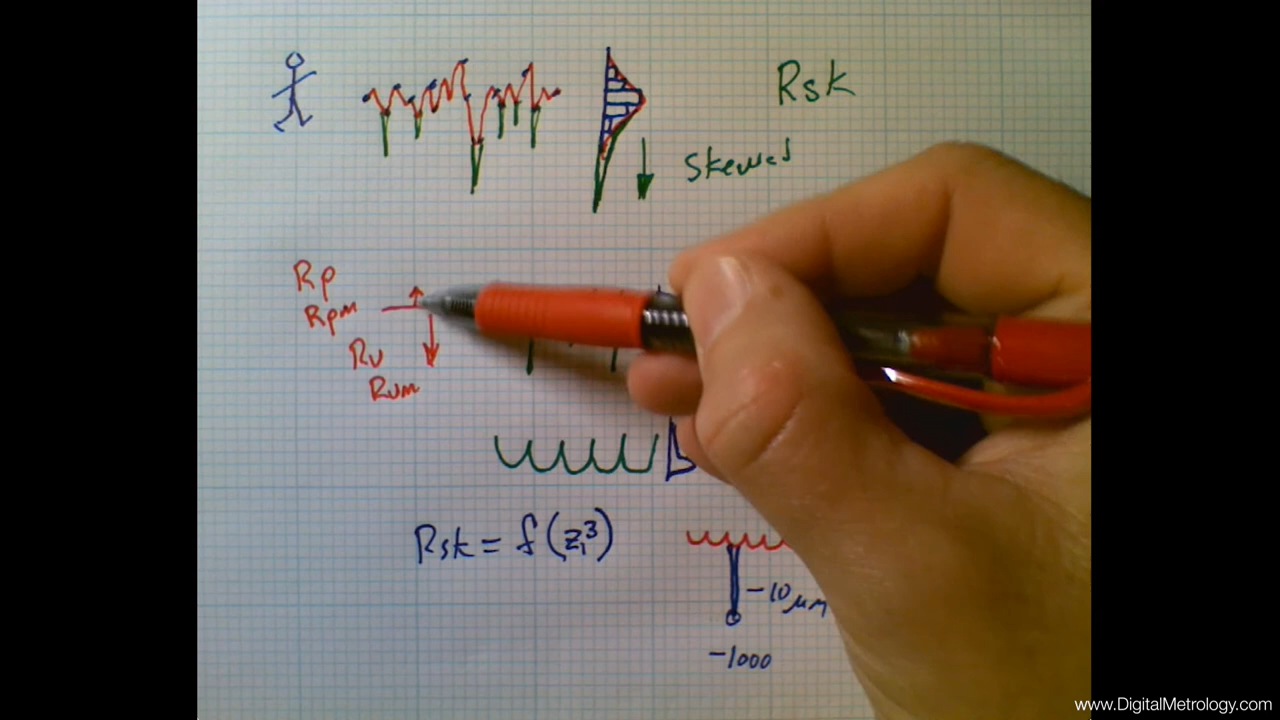 Rsk
Skewed
Rp
Rpm
Rv
Rvm
Rsk = f(zᵢ³)
-10 μm
-1000
www.DigitalMetrology.com